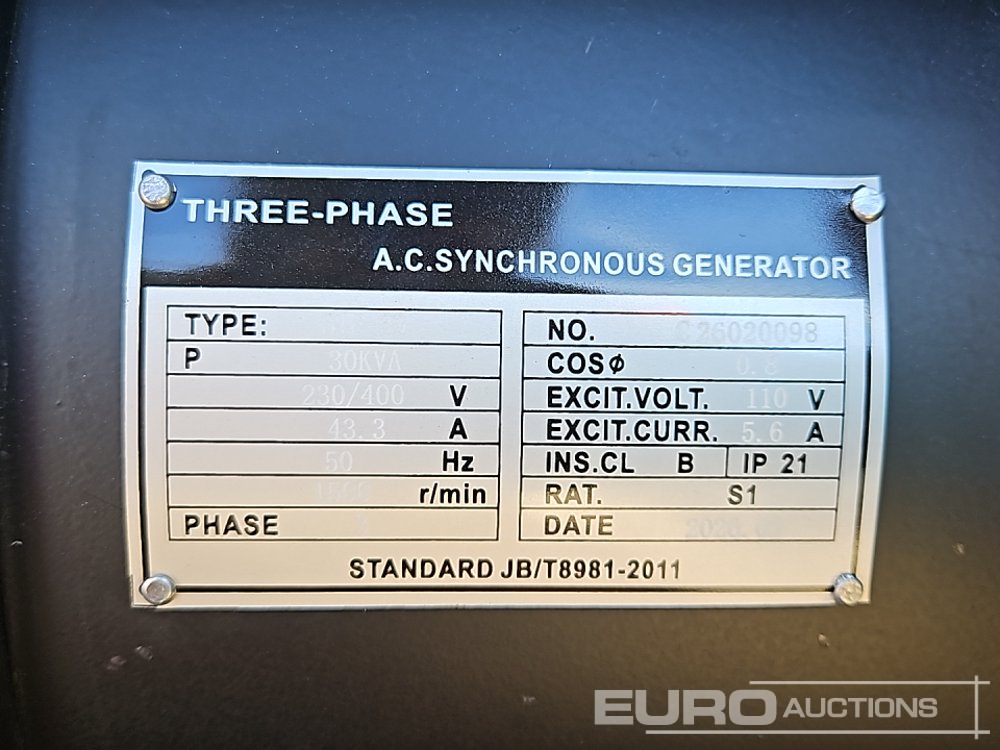 THREE-PHASE
A.C.SYNCHRONOUS GENERATOR
TYPE:
P 30KVA
230/400 V
43.3 A
50 Hz
r/min
PHASE
NO. 26020098
COSφ 0.8
EXCIT.VOLT. 110 V
EXCIT.CURR. 5.6 A
INS.CL B IP 21
RAT. S1
DATE
STANDARD JB/T8981-2011
EURO AUCTIONS